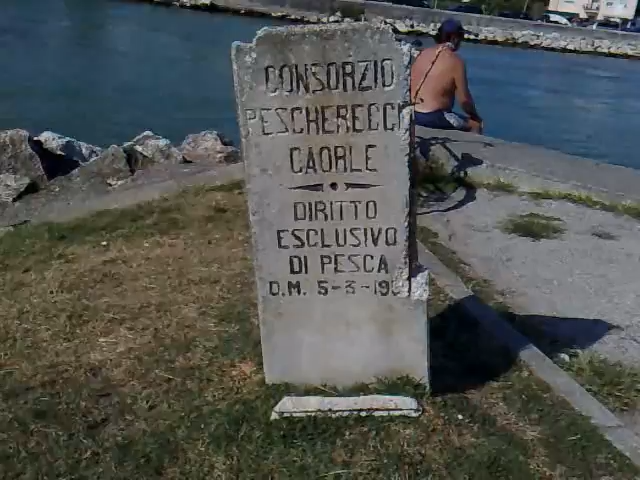 CONSORZIO
PESCHERECCI
CAORLE
DIRITTO
ESCLUSIVO
DI PESCA
D.M. 5-3-19